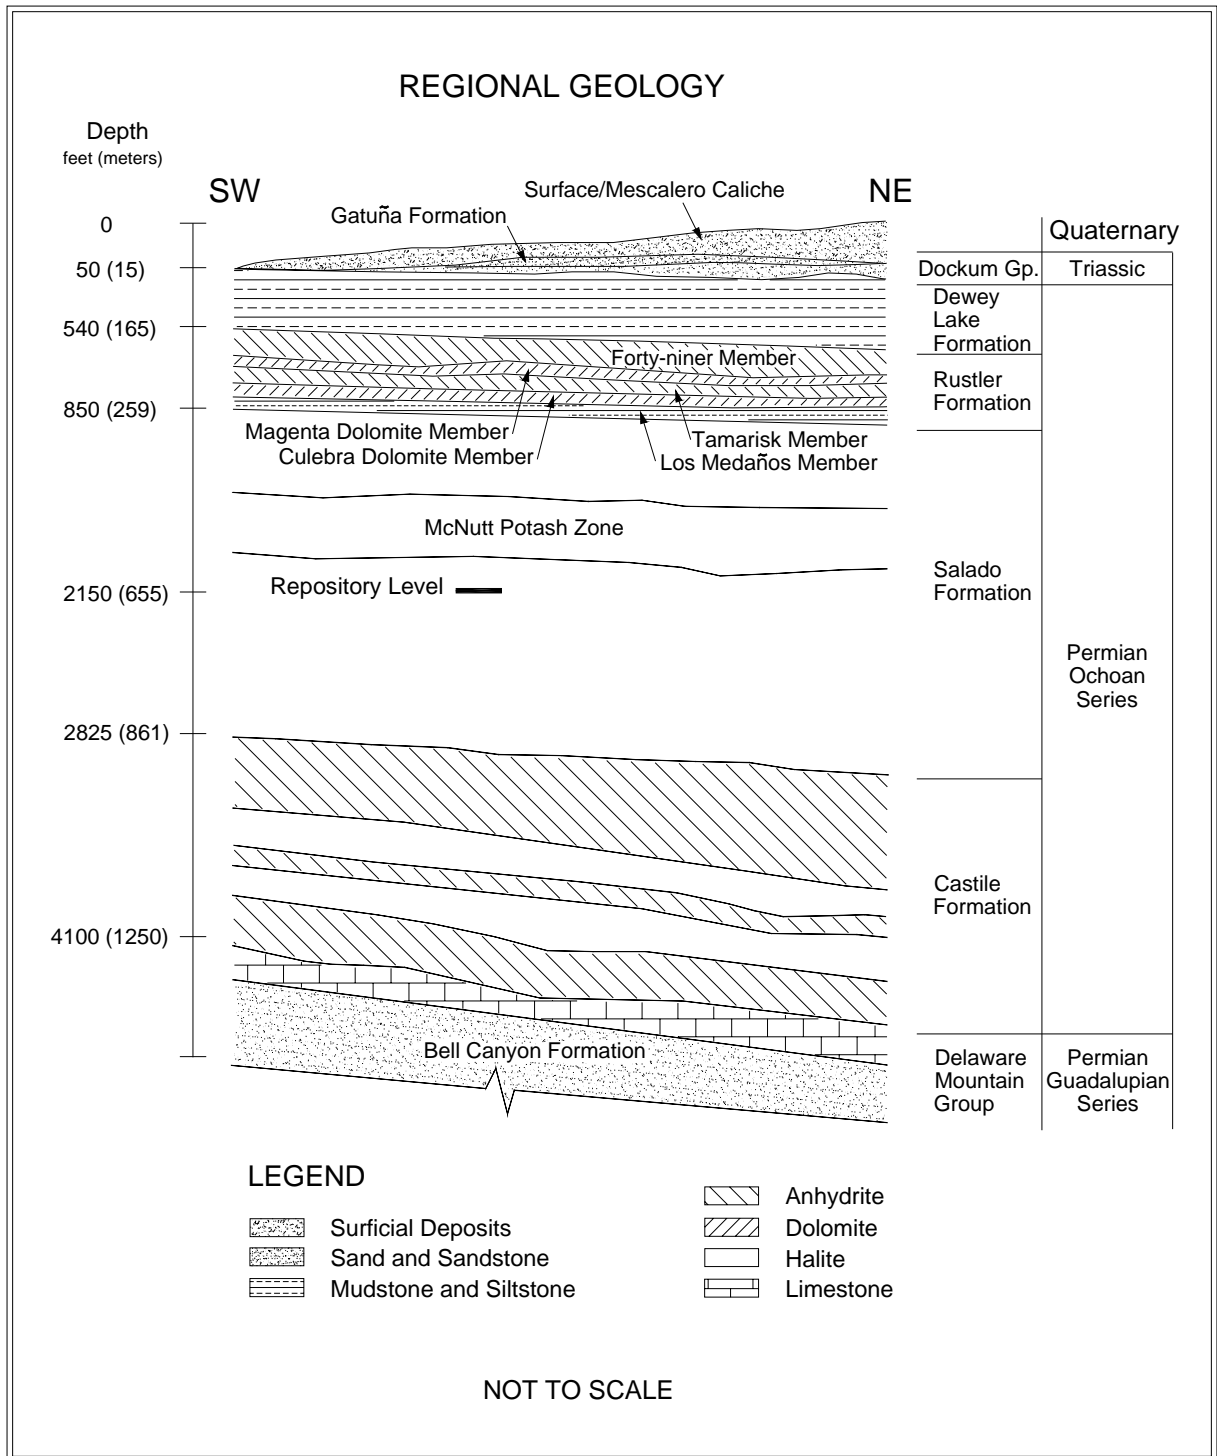 REGIONAL GEOLOGY
Depth
feet (meters)
SW
NE
Surface/Mescalero Caliche
Gatuña Formation
0
50 (15)
540 (165)
850 (259)
2150 (655)
2825 (861)
4100 (1250)
Forty-niner Member
Magenta Dolomite Member
Culebra Dolomite Member
Tamarisk Member
Los Medaños Member
McNutt Potash Zone
Repository Level
Bell Canyon Formation
Quaternary
Dockum Gp.
Triassic
Dewey
Lake
Formation
Rustler
Formation
Salado
Formation
Permian
Ochoan
Series
Castile
Formation
Delaware
Mountain
Group
Permian
Guadalupian
Series
LEGEND
Surficial Deposits
Sand and Sandstone
Mudstone and Siltstone
Anhydrite
Dolomite
Halite
Limestone
NOT TO SCALE